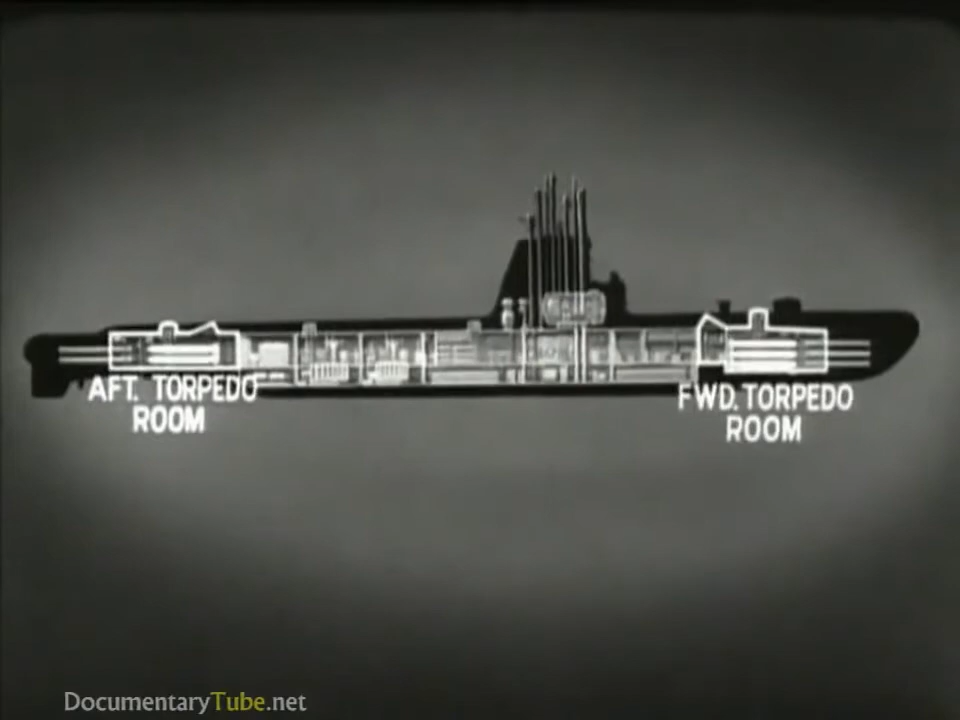 AFT. TORPEDO
ROOM
FWD. TORPEDO
ROOM
DocumentaryTube.net